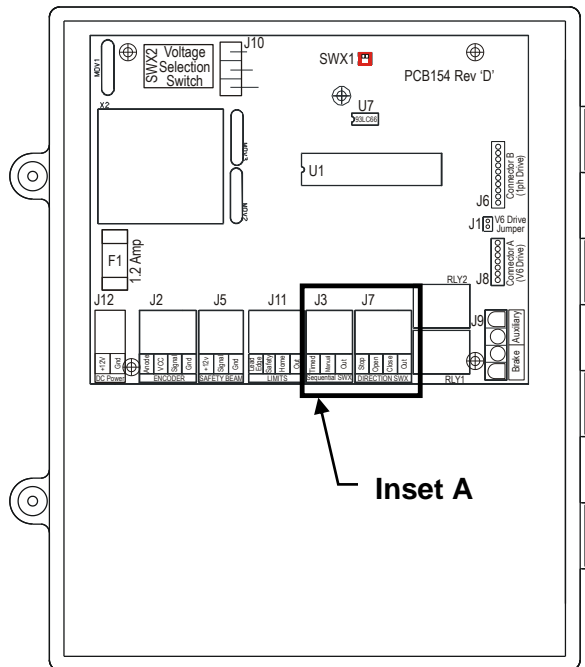 MDV1
SWX2
Voltage
Selection
Switch
J10
SWX1
PCB154 Rev 'D'
X2
U7
93LC66
MDV3
MDV2
U1
J6
Connector B
(1ph Drive)
J1
V6 Drive
Jumper
J8
Connector A
(V6 Drive)
F1
1.2 Amp
RLY2
J12
J2
J5
J11
J3
J7
J9
Auxiliary
Brake
+12V
Gnd
Anode
VCC
Signal
Gnd
+12v
Signal
Gnd
Lead
Edge
Safety
Home
Out
Timed
Manual
Out
Stop
Open
Close
Out
DC Power
ENCODER
SAFETY BEAM
LIMITS
Sequential SWX
DIRECTION SWX
RLY1
Inset A